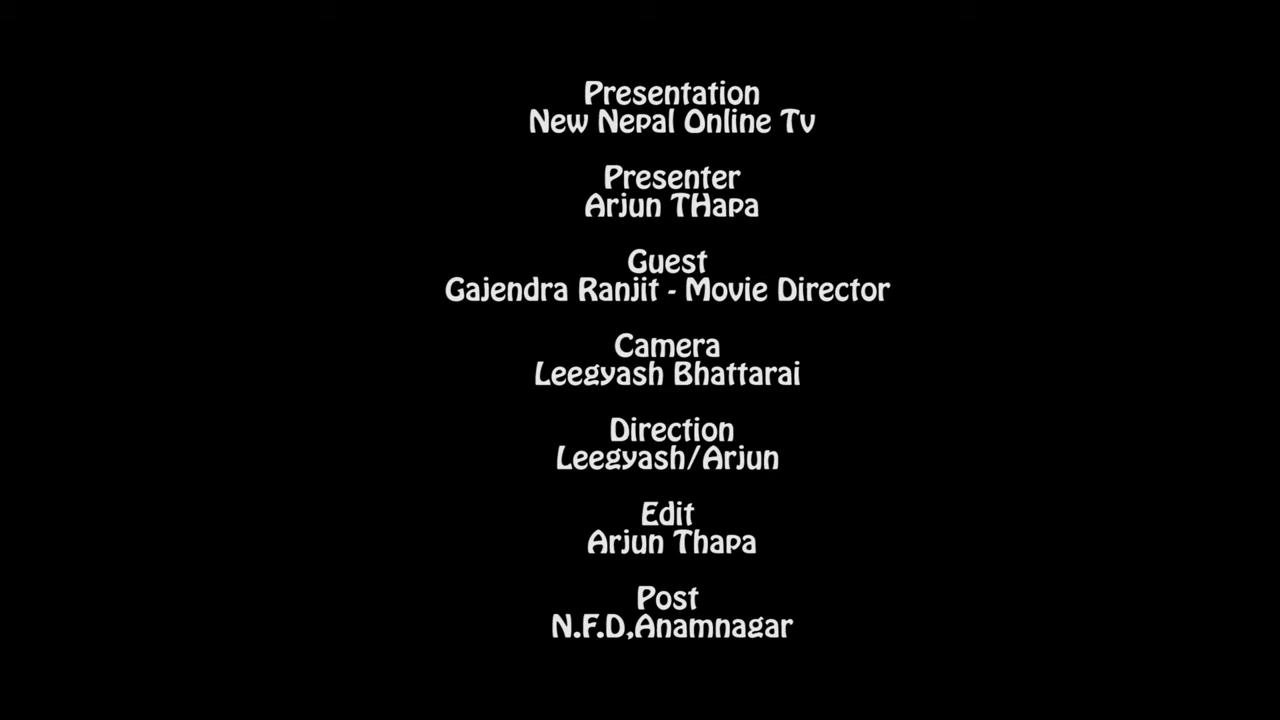 Presentation
New Nepal Online Tv
Presenter
Arjun THapa
Guest
Gajendra Ranjit - Movie Director
Camera
Leegyash Bhattarai
Direction
Leegyash/Arjun
Edit
Arjun Thapa
Post
N.F.D,Anamnagar